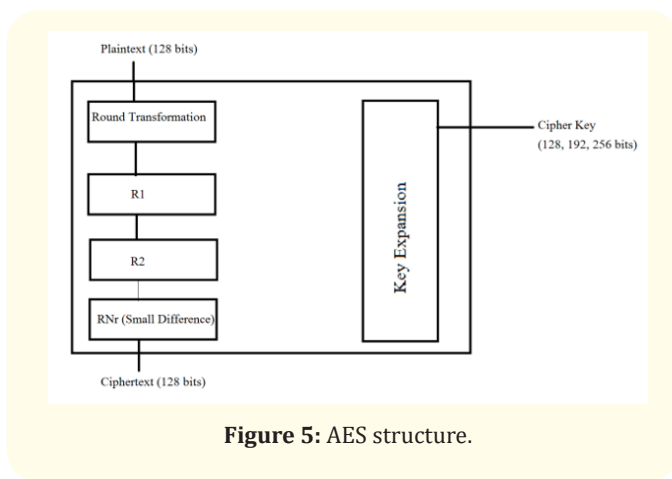 Plaintext (128 bits)
Round Transformation
R1
R2
RNr (Small Difference)
Ciphertext (128 bits)
Key Expansion
Cipher Key
(128, 192, 256 bits)
Figure 5: AES structure.